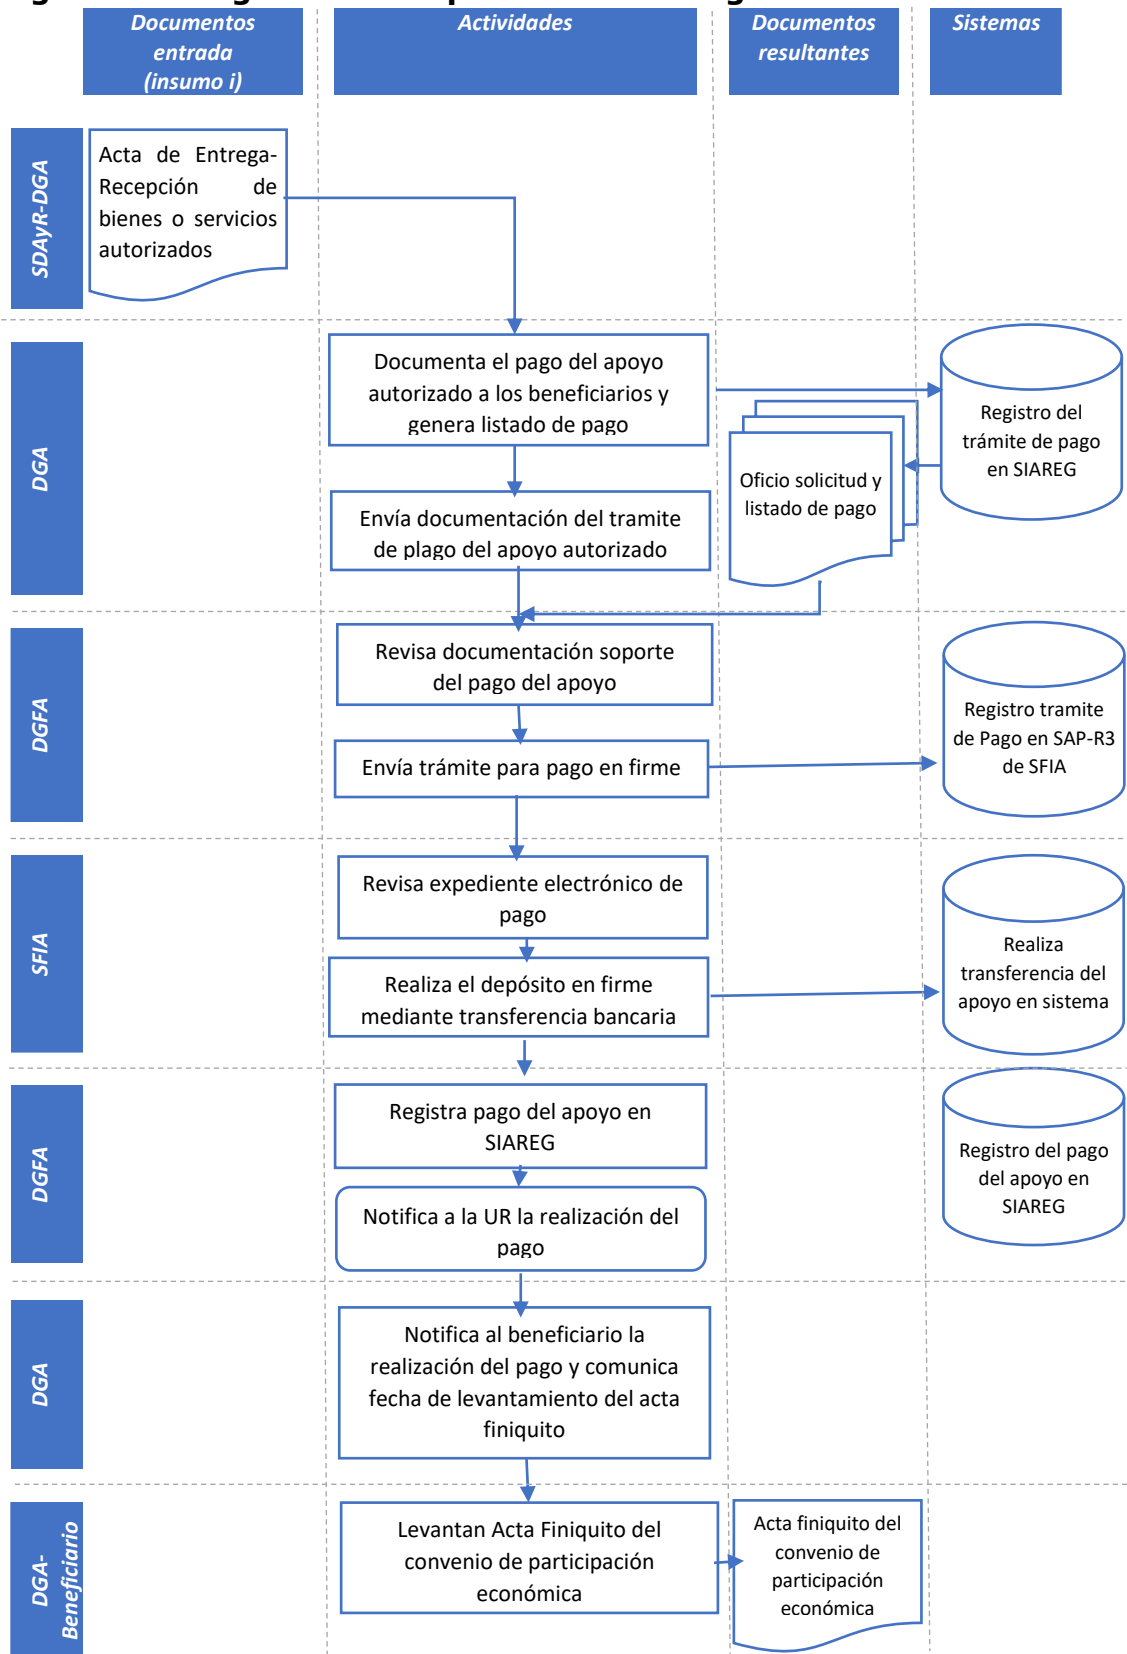 Documentos
entrada
(insumo i)
Actividades
Documentos
resultantes
Sistemas
SDAyR-DGA
Acta de Entrega-
Recepción de
bienes o servicios
autorizados
DGA
Documenta el pago del apoyo
autorizado a los beneficiarios y
genera listado de pago
Registro del
trámite de pago
en SIAREG
Oficio solicitud y
listado de pago
Envía documentación del tramite
de plago del apoyo autorizado
DGFA
Revisa documentación soporte
del pago del apoyo
Envía trámite para pago en firme
Registro tramite
de Pago en SAP-R3
de SFIA
SFIA
Revisa expediente electrónico de
pago
Realiza el depósito en firme
mediante transferencia bancaria
Realiza
transferencia del
apoyo en sistema
DGFA
Registra pago del apoyo en
SIAREG
Notifica a la UR la realización del
pago
Registro del pago
del apoyo en
SIAREG
DGA
Notifica al beneficiario la
realización del pago y comunica
fecha de levantamiento del acta
finiquito
DGA-
Beneficiario
Levantan Acta Finiquito del
convenio de participación
económica
Acta finiquito del
convenio de
participación
económica